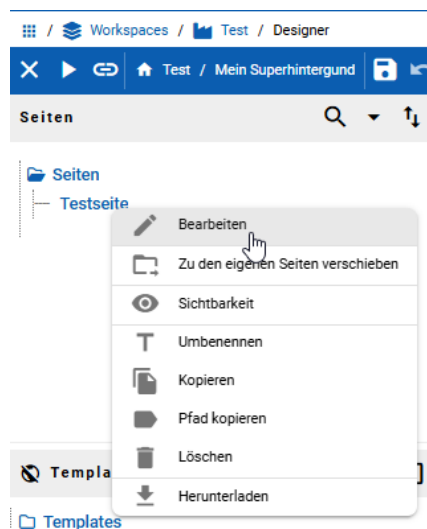 / Workspaces / Test / Designer
Test / Mein Superhintergund
Seiten
Seiten
Testseite
Bearbeiten
Zu den eigenen Seiten verschieben
Sichtbarkeit
Umbenennen
Kopieren
Pfad kopieren
Löschen
Templa
Herunterladen
Templates